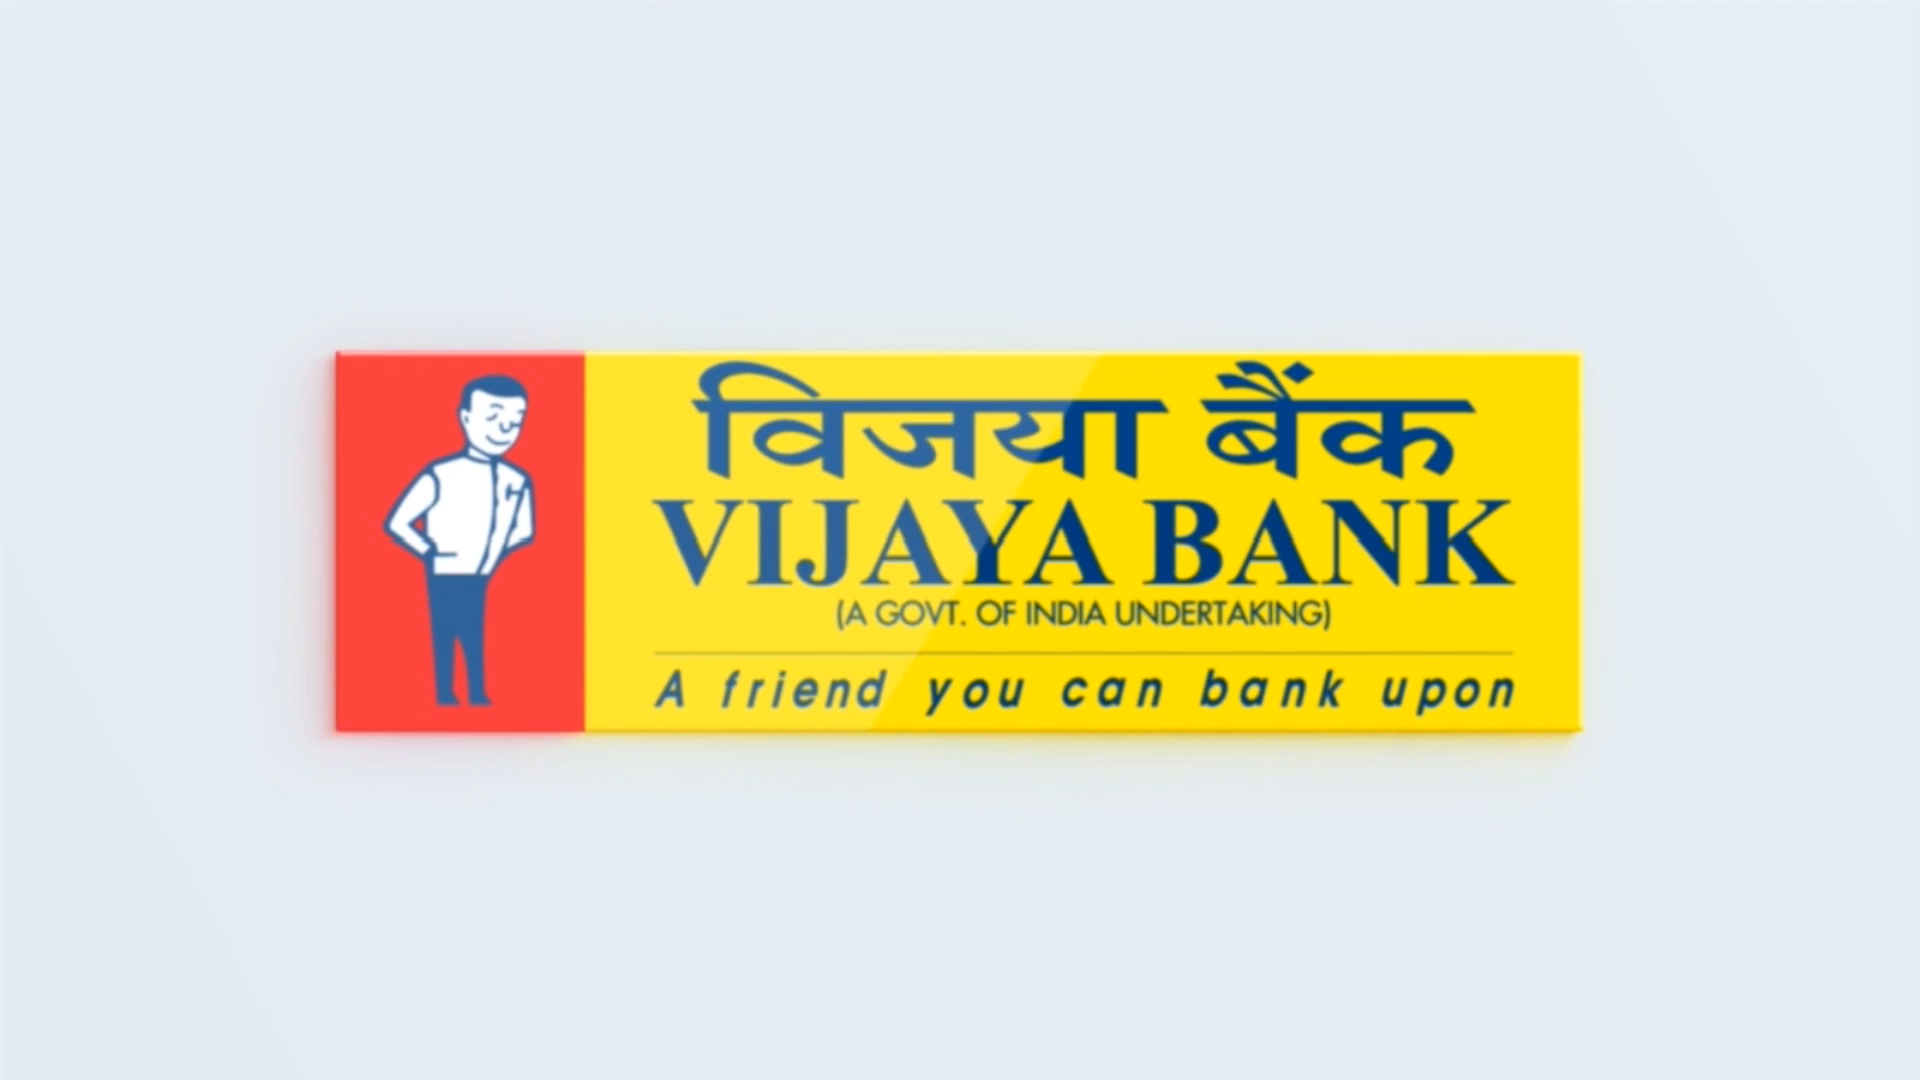 विजया बैंक
VIJAYA BANK
(A GOVT. OF INDIA UNDERTAKING)
A friend you can bank upon